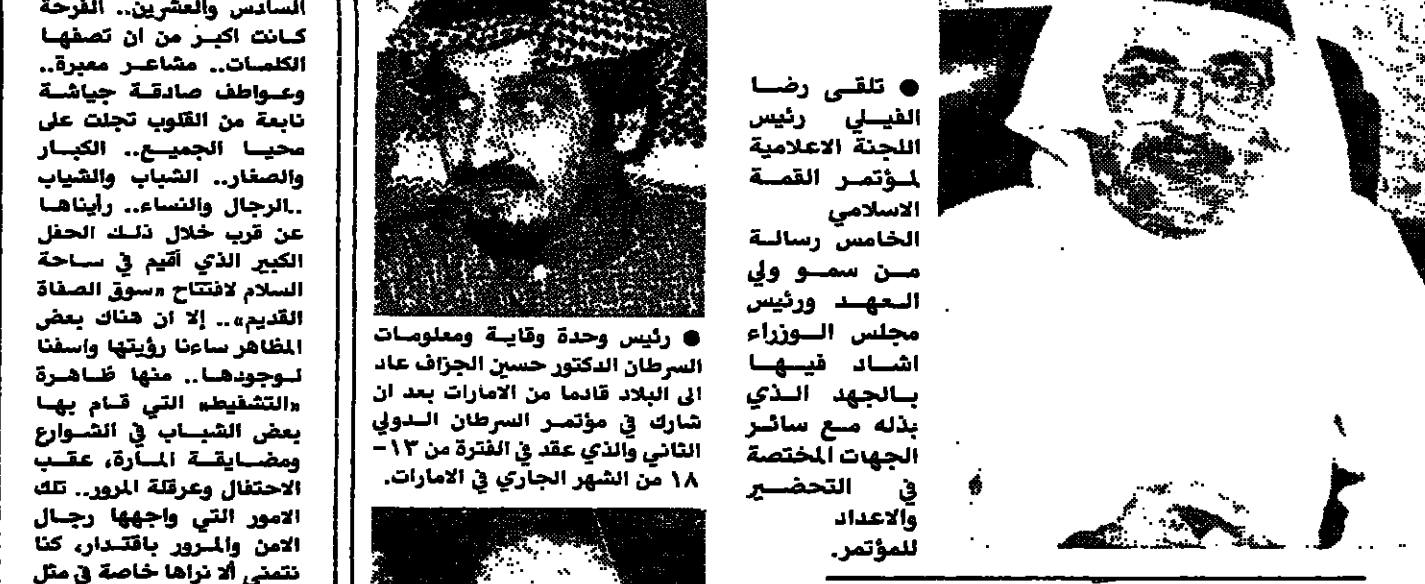 ● تلقى رضا
الفيلي رئيس
اللجنة الاعلامية
لمؤتمر القمة
الاسلامي
الخامس رسالة
من سمو ولي
العهد ورئيس
مجلس الوزراء
اشاد فيها
بالجهد الذي
بذله مع سائر
الجهات المختصة
في التحضير
والاعداد
للمؤتمر.
● رئيس وحدة وقاية ومعلومات
السرطان الدكتور حسين الجزاف عاد
الى البلاد قادما من الامارات بعد ان
شارك في مؤتمر السرطان الدولي
الثاني والذي عقد في الفترة من ١٣-
١٨ من الشهر الجاري في الامارات.
السادس والعشرين.. الفرحة
كانت اكبر من ان تصفها
الكلمات.. مشاعر معبرة..
وعواطف صادقة جياشة
نابعة من القلوب تجلت على
محيا الجميع.. الكبار
والصغار.. الشباب والشياب
..الرجال والنساء.. رأيناها
عن قرب خلال ذلك الحفل
الكبير الذي أقيم في ساحة
السلام لافتتاح «سوق الصفاة
القديم».. إلا ان هناك بعض
المظاهر ساءنا رؤيتها واسفنا
لوجودها.. منها ظاهرة
«التشفيط» التي قام بها
بعض الشباب في الشوارع
ومضايقة المارة، عقب
الاحتفال وعرقلة المرور.. تلك
الامور التي واجهها رجال
الامن والمرور باقتدار، كنا
نتمنى ألا نراها خاصة في مثل